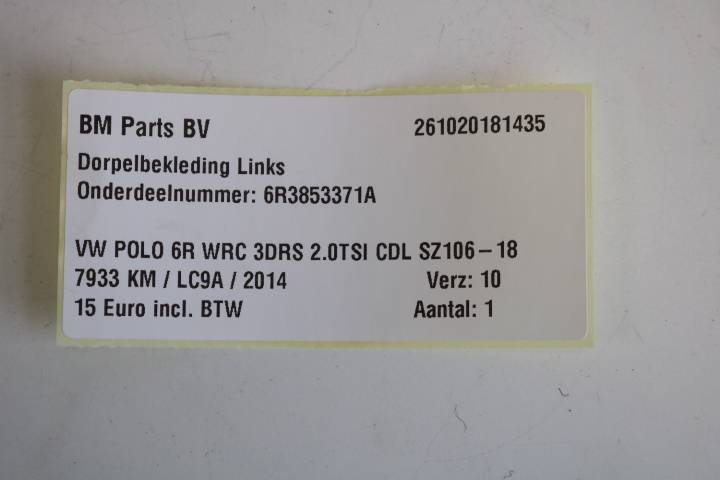 BM Parts BV 261020181435
Dorpelbekleding Links
Onderdeelnummer: 6R3853371A
VW POLO 6R WRC 3DRS 2.0TSI CDL SZ106-18
7933 KM / LC9A / 2014 Verz: 10
15 Euro incl. BTW Aantal: 1